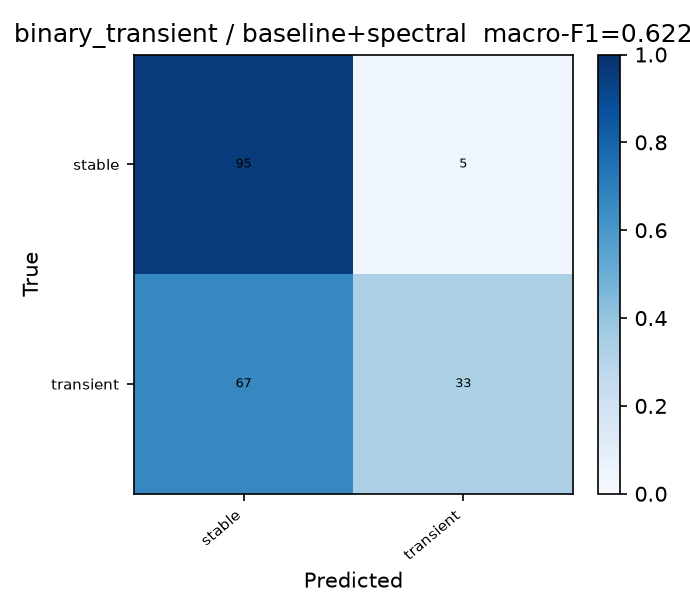 binary_transient / baseline+spectral  macro-F1=0.622
True
stable
transient
95
5
67
33
stable
transient
Predicted
1.0
0.8
0.6
0.4
0.2
0.0